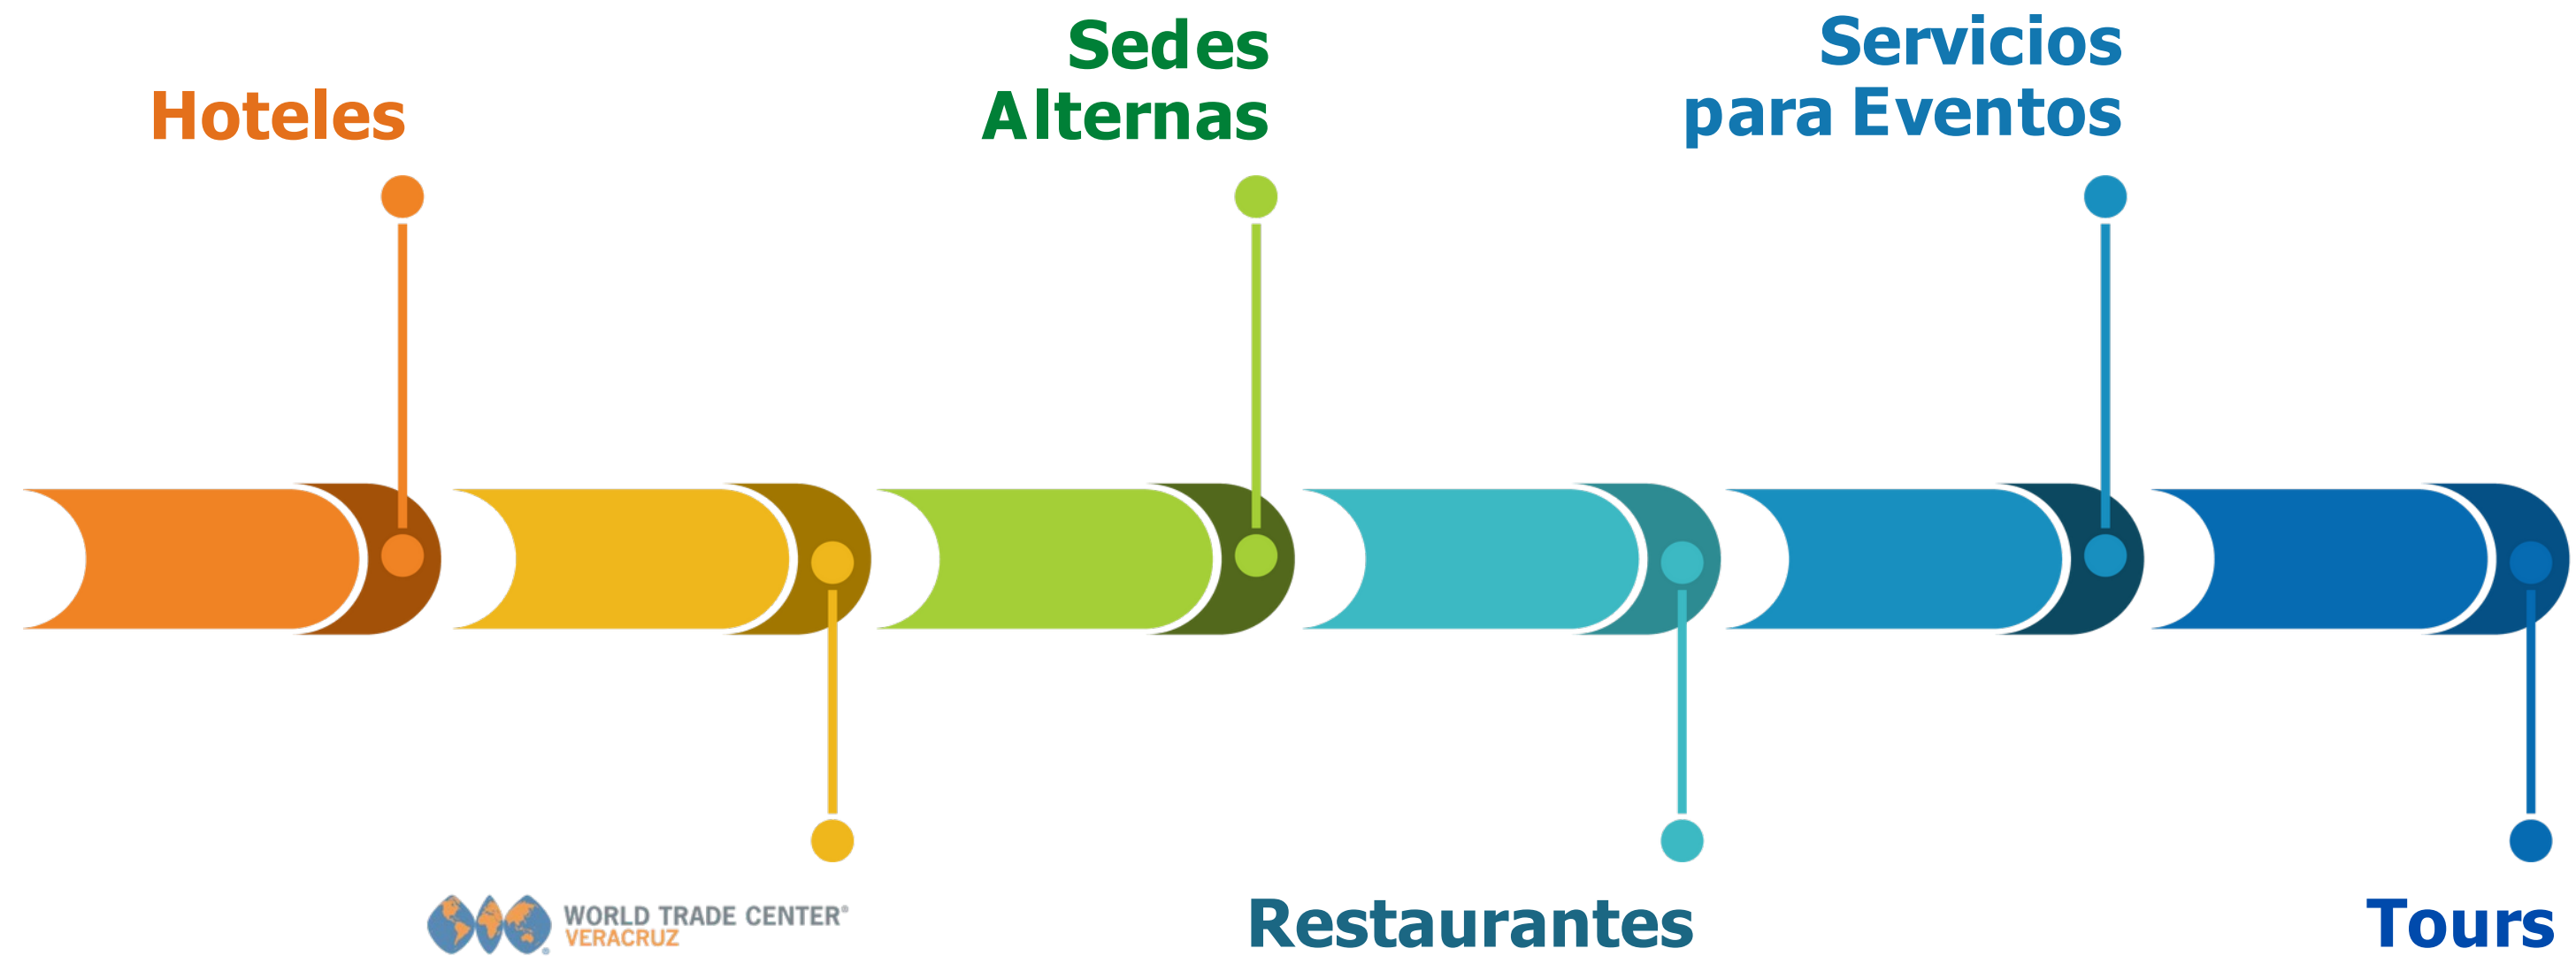 Hoteles
Sedes
Alternas
Servicios
para Eventos
WORLD TRADE CENTER®
VERACRUZ
®
Restaurantes
Tours